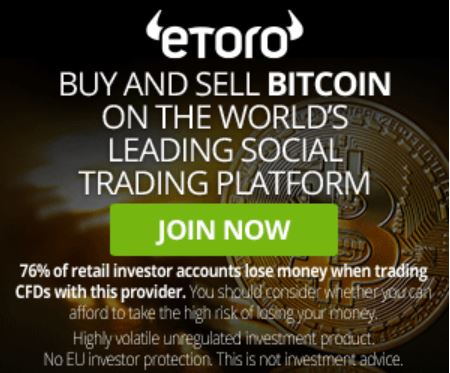 eToro
BUY AND SELL BITCOIN
ON THE WORLD'S
LEADING SOCIAL
TRADING PLATFORM
JOIN NOW
76% of retail investor accounts lose money when trading
CFDs with this provider. You should consider whether you can
afford to take the high risk of losing your money.
Highly volatile unregulated investment product.
No EU investor protection. This is not investment advice.